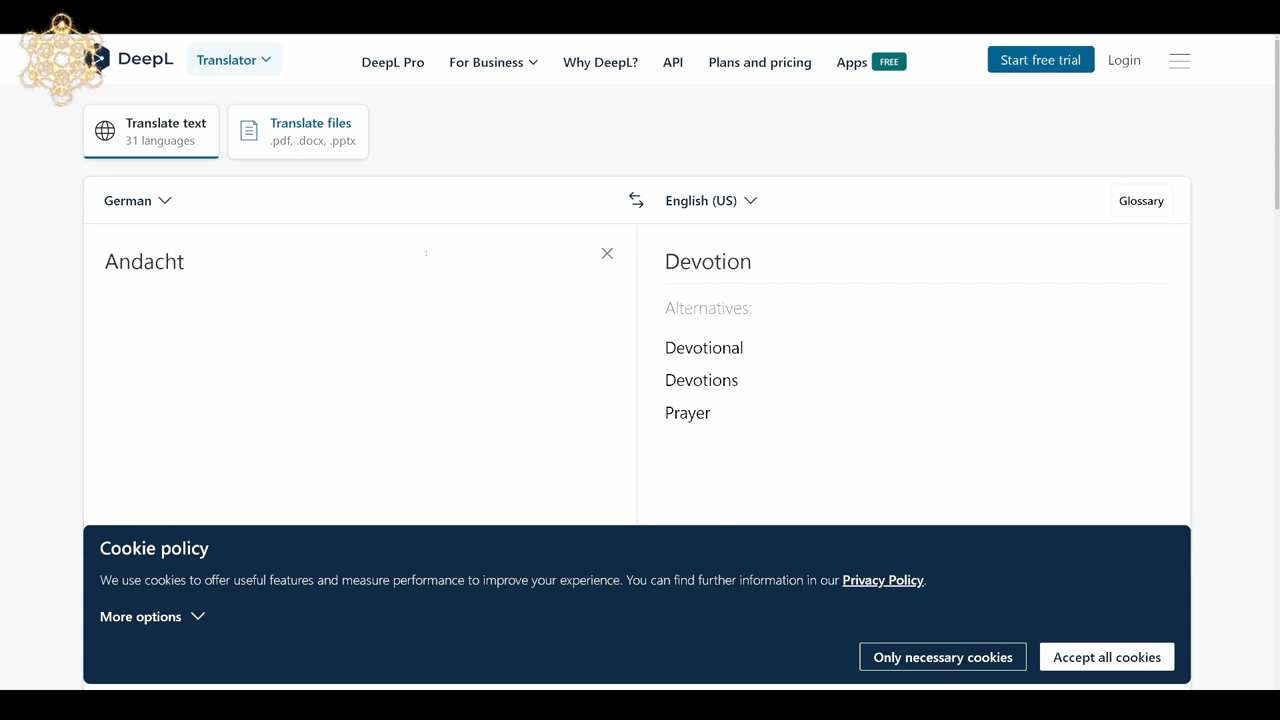 DeepL Translator DeepL Pro For Business Why DeepL? API Plans and pricing Apps FREE Start free trial Login
Translate text
31 languages
Translate files
.pdf, .docx, .pptx
German English (US) Glossary
Andacht
Devotion
Alternatives:
Devotional
Devotions
Prayer
Cookie policy
We use cookies to offer useful features and measure performance to improve your experience. You can find further information in our Privacy Policy.
More options
Only necessary cookies Accept all cookies